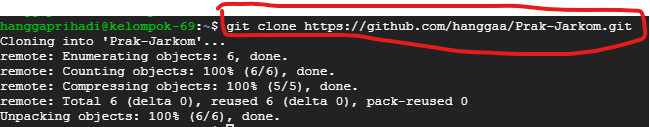 hanggaprihadi@kelompok-69:~$ git clone https://github.com/hanggaa/Prak-Jarkom.git
Cloning into 'Prak-Jarkom'...
remote: Enumerating objects: 6, done.
remote: Counting objects: 100% (6/6), done.
remote: Compressing objects: 100% (5/5), done.
remote: Total 6 (delta 0), reused 6 (delta 0), pack-reused 0
Unpacking objects: 100% (6/6), done.